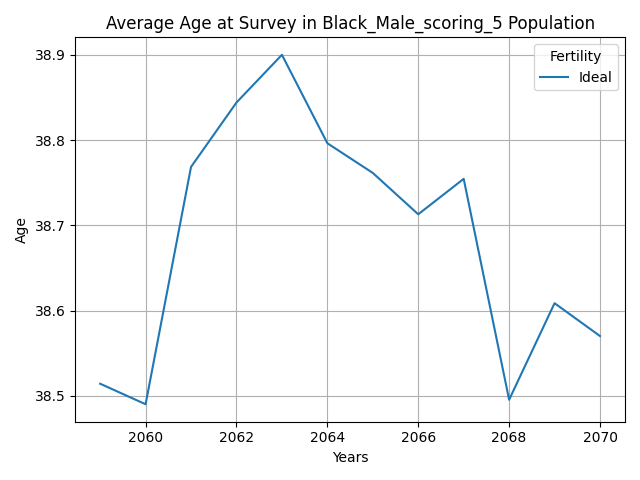 Average Age at Survey in Black_Male_scoring_5 Population
Fertility
Ideal
38.9
38.8
38.7
38.6
38.5
Age
2060 2062 2064 2066 2068 2070
Years